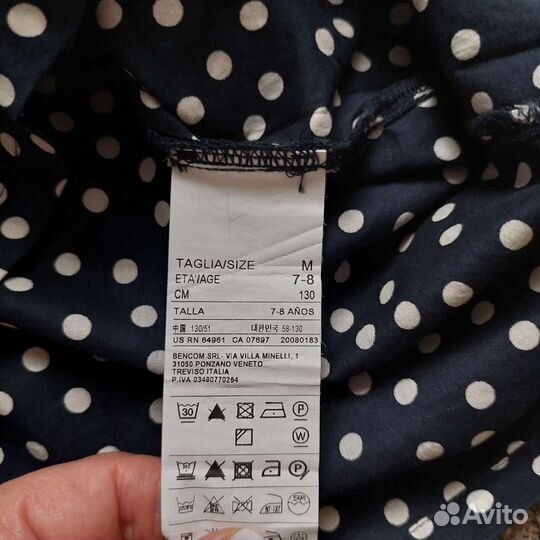 TAGLIA/SIZE M
ETA'/AGE 7-8
CM 130
TALLA 7-8 AÑOS
中国 130/51 대한민국 58-130
US RN 64961 CA 07697 20080183
BENCOM SRL- VIA VILLA MINELLI, 1
31050 PONZANO VENETO
TREVISO ITALIA
P.IVA 03490770264
30 P
W
Avito